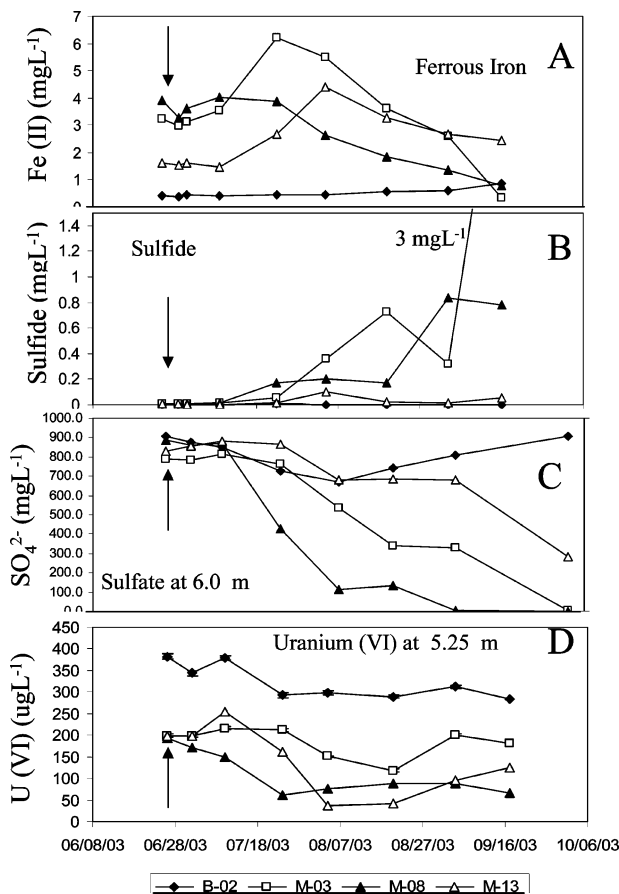 7
6
5
4
3
2
1
0
Fe (II) (mgL-1)
A
Ferrous Iron
1.4
1.2
1
0.8
0.6
0.4
0.2
0
Sulfide (mgL-1)
Sulfide
3 mgL-1
B
1000.0
900.0
800.0
700.0
600.0
500.0
400.0
300.0
200.0
100.0
0.0
SO42- (mgL-1)
C
Sulfate at 6.0 m
450
400
350
300
250
200
150
100
50
0
U (VI) (ugL-1)
Uranium (VI) at 5.25 m
D
06/08/03 06/28/03 07/18/03 08/07/03 08/27/03 09/16/03 10/06/03
B-02 M-03 M-08 M-13